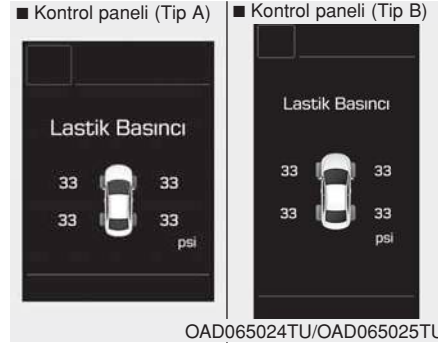 ■ Kontrol paneli (Tip A)
Lastik Basıncı
33 33
33 33
psi
■ Kontrol paneli (Tip B)
Lastik Basıncı
33 33
33 33
psi
OAD065024TU/OAD065025TU